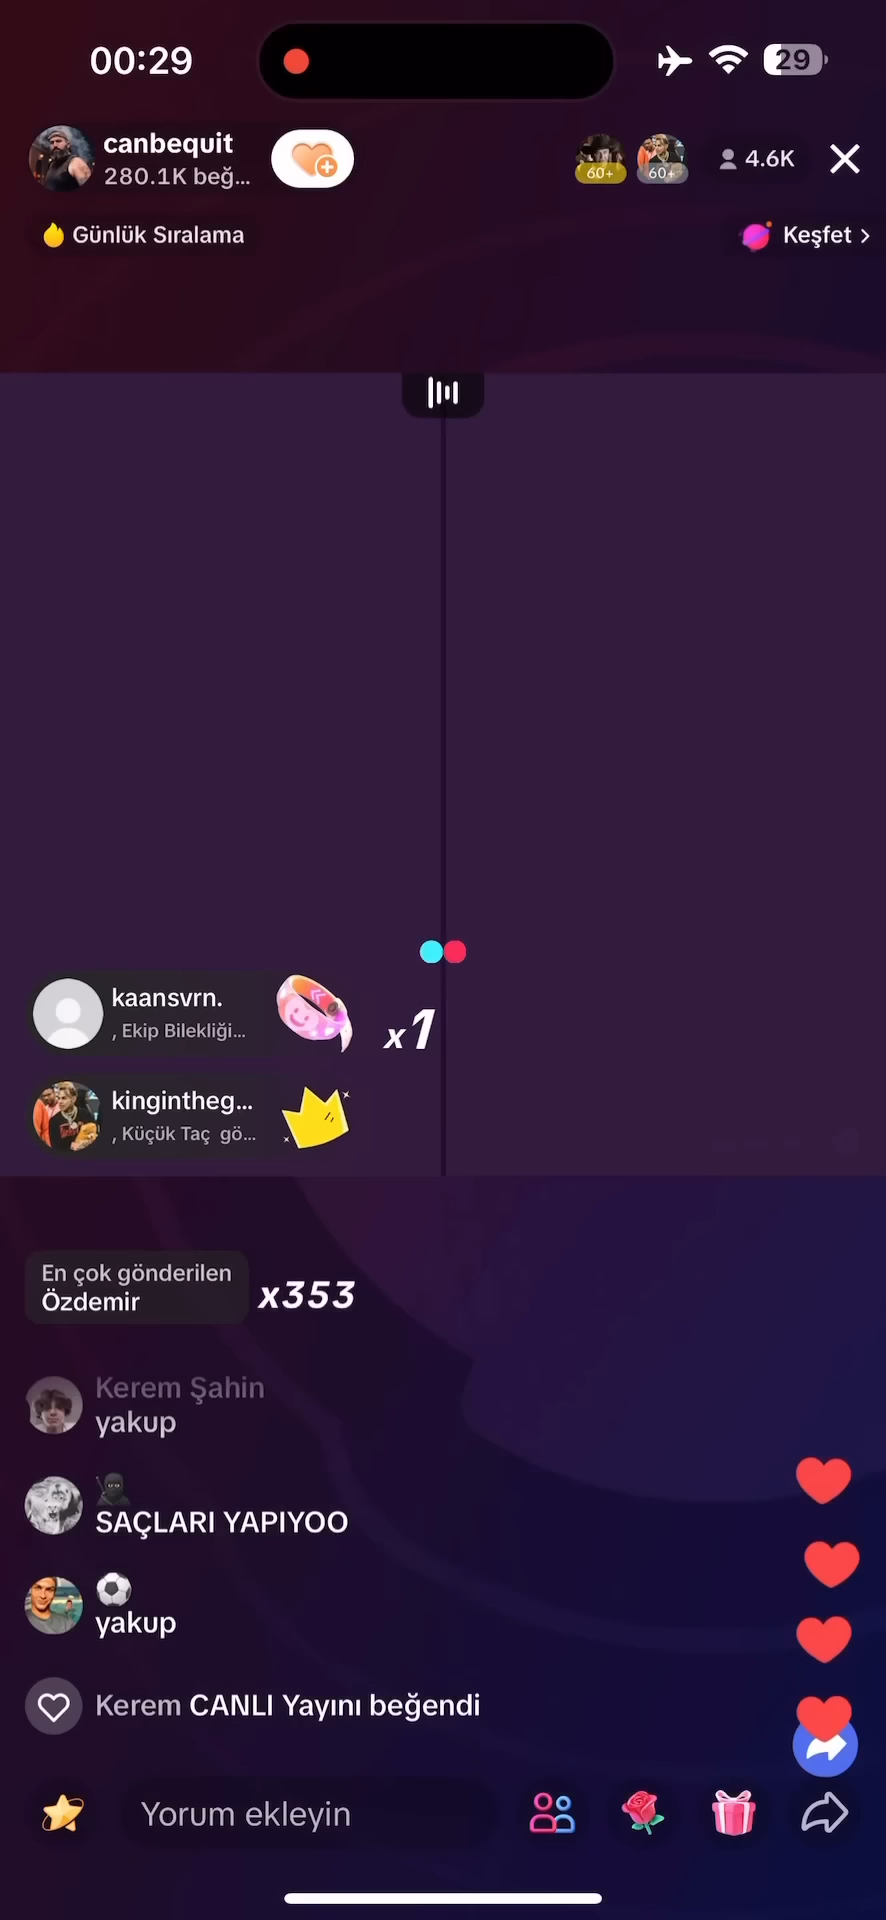 00:29
29
canbequit
280.1K beğ...
60+
60+
4.6K
Günlük Sıralama
Keşfet >
kaansvrn.
, Ekip Bilekliği...
x1
kingintheg...
, Küçük Taç gö...
En çok gönderilen
Özdemir
x353
Kerem Şahin
yakup
SAÇLARI YAPIYOO
yakup
Kerem CANLI Yayını beğendi
Yorum ekleyin